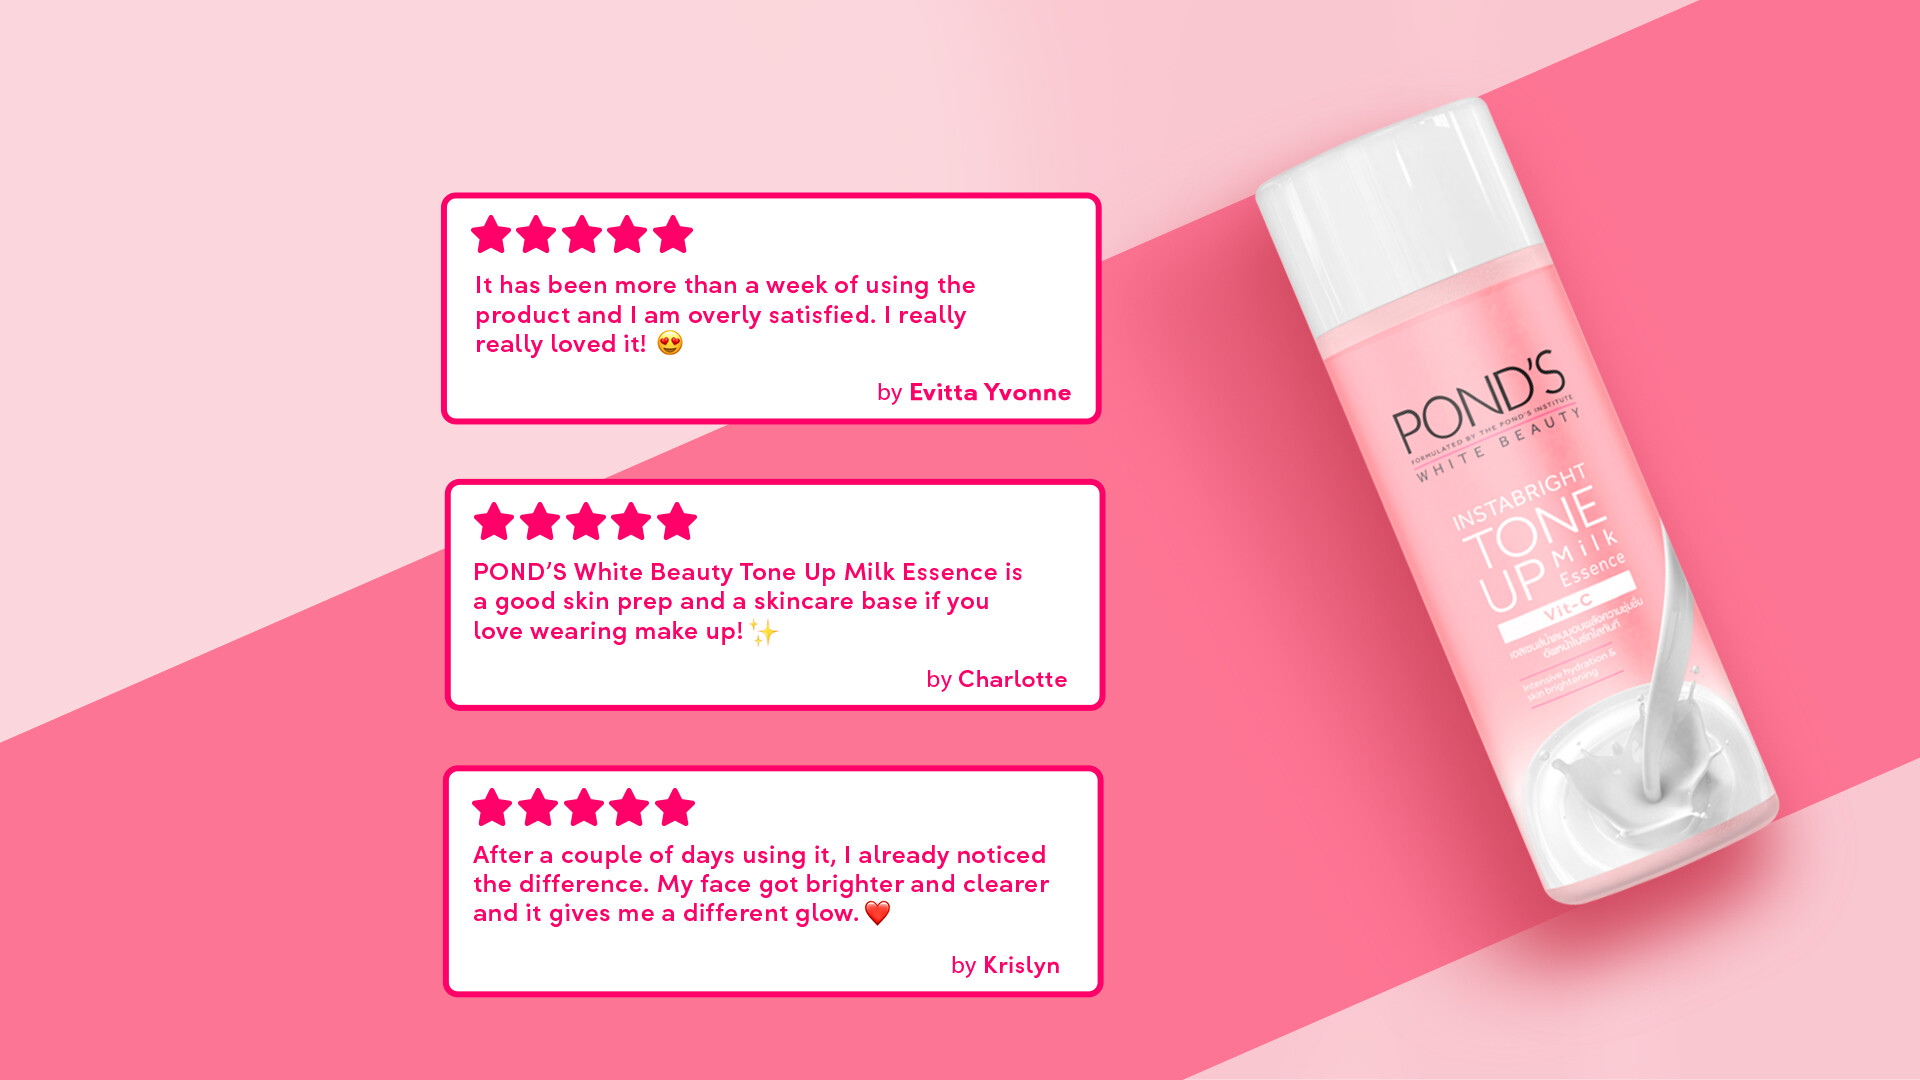 It has been more than a week of using the
product and I am overly satisfied. I really
really loved it! 😍
by Evitta Yvonne
POND’S White Beauty Tone Up Milk Essence is
a good skin prep and a skincare base if you
love wearing make up! ✨
by Charlotte
After a couple of days using it, I already noticed
the difference. My face got brighter and clearer
and it gives me a different glow. ❤️
by Krislyn
POND'S
FORMULATED BY THE POND'S INSTITUTE
WHITE BEAUTY
INSTABRIGHT
TONE
UP Milk
Essence
Vit-C
Intensive hydration &
skin brightening